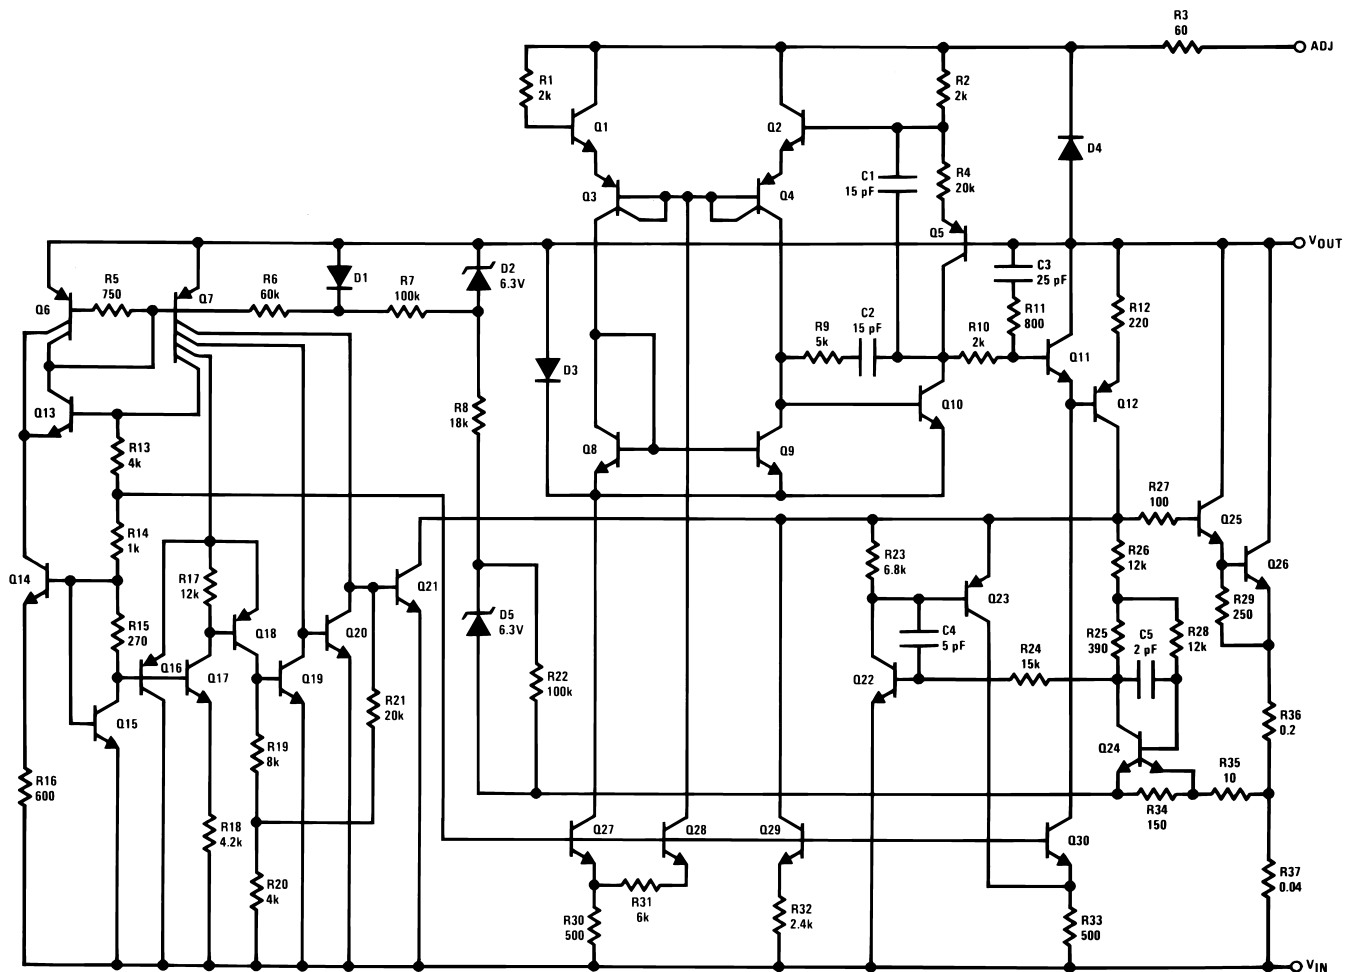 R3
60
ADJ
R1
2k
R2
2k
Q1
Q2
D4
C1
15 pF
R4
20k
Q3
Q4
Q5
VOUT
D2
6.3V
C3
25 pF
R5
750
Q7
R6
60k
D1
R7
100k
Q6
R12
220
R11
800
C2
15 pF
R9
5k
R10
2k
Q11
D3
Q12
Q13
R8
18k
Q10
R13
4k
Q8
Q9
R27
100
Q25
R14
1k
R23
6.8k
R26
12k
Q26
R17
12k
Q14
Q21
Q23
R29
250
D5
6.3V
R15
270
Q18
Q20
C4
5 pF
R25
390
C5
2 pF
R28
12k
R24
15k
Q16
Q17
Q19
R22
100k
Q22
R21
20k
Q15
R36
0.2
R19
8k
Q24
R35
10
R16
600
R34
150
R18
4.2k
Q27
Q28
Q29
Q30
R37
0.04
R20
4k
R31
6k
R32
2.4k
R30
500
R33
500
VIN